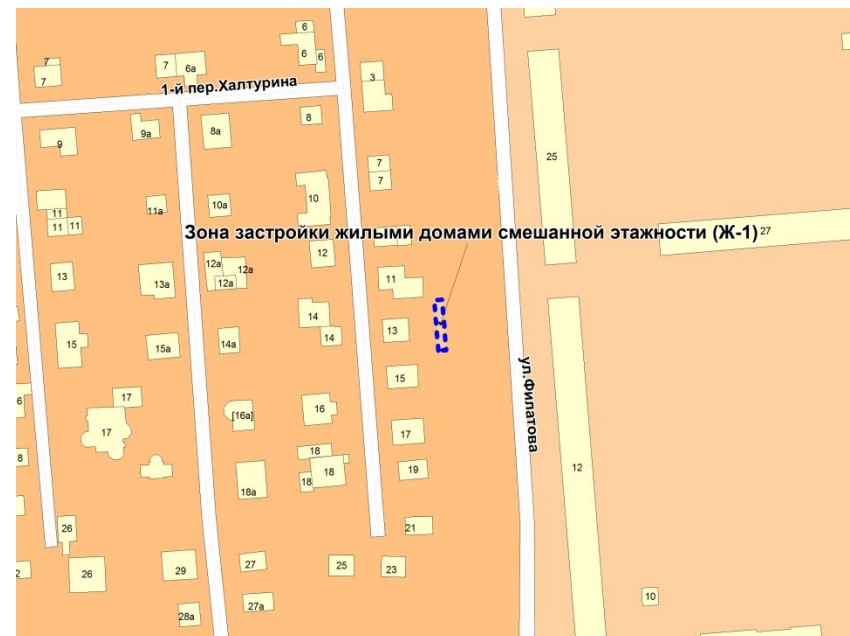 6
7
7
7
6а
6
6
3
1-й пер.Халтурина
8
8а
9а
9
25
7
7
10
10а
11а
11
11
11
Зона застройки жилыми домами смешанной этажности (Ж-1)
27
12
12а
12а
12а
13
13а
11
14
14
13
14а
15
15а
15
ул.Филатова
17
16
[16а]
6
17
17
18
8
18
18
18а
19
12
21
26
26
2
29
27
25
23
10
27а
28а